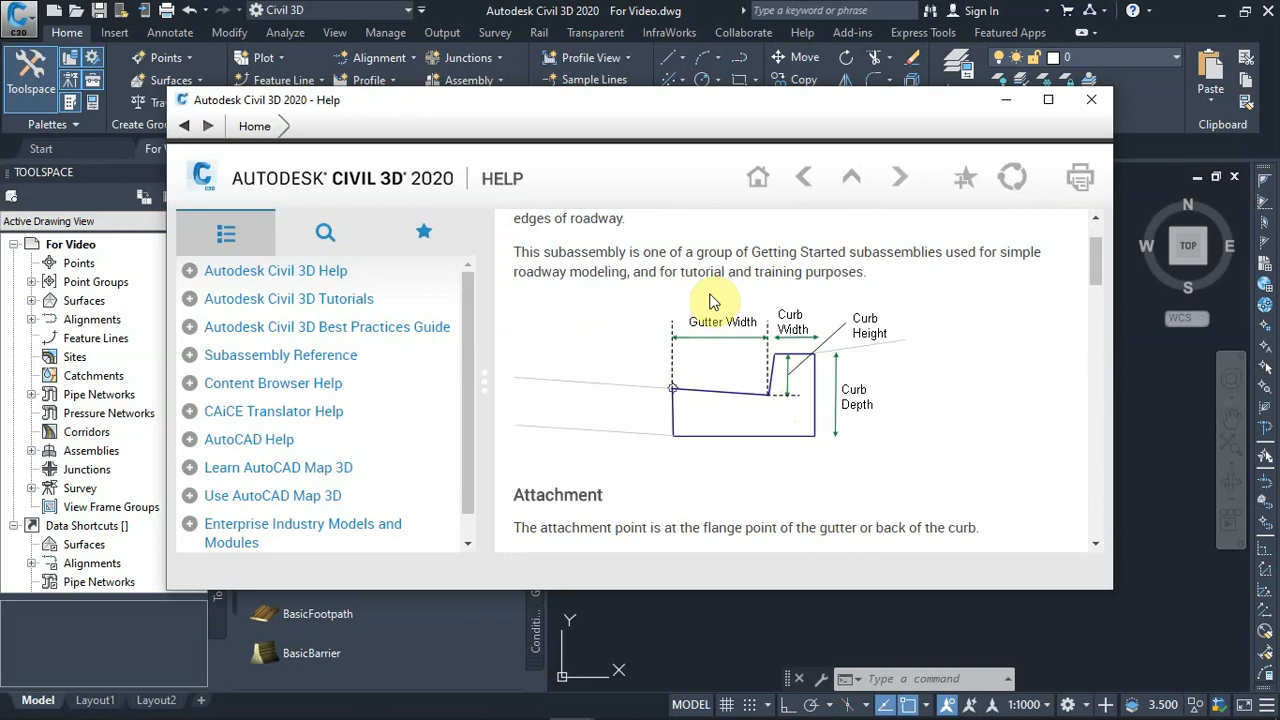 Civil 3D
Autodesk Civil 3D 2020 For Video.dwg
Type a keyword or phrase
Sign In
C3D
Home Insert Annotate Modify Analyze View Manage Output Survey Rail Transparent InfraWorks Collaborate Help Add-ins Express Tools Featured Apps
Toolspace
Palettes
Points
Surfaces
Plot
Feature Line
Alignment
Profile
Junctions
Assembly
Profile View
Sample Lines
Move
Copy
0
Paste
Clipboard
Create Grou
Start
For V
Autodesk Civil 3D 2020 - Help
Home
AUTODESK® CIVIL 3D® 2020 HELP
Autodesk Civil 3D Help
Autodesk Civil 3D Tutorials
Autodesk Civil 3D Best Practices Guide
Subassembly Reference
Content Browser Help
CAiCE Translator Help
AutoCAD Help
Learn AutoCAD Map 3D
Use AutoCAD Map 3D
Enterprise Industry Models and
Modules
edges of roadway.
This subassembly is one of a group of Getting Started subassemblies used for simple
roadway modeling, and for tutorial and training purposes.
Gutter Width
Curb
Width
Curb
Height
Curb
Depth
Attachment
The attachment point is at the flange point of the gutter or back of the curb.
TOOLSPACE
Active Drawing View
For Video
Points
Point Groups
Surfaces
Alignments
Feature Lines
Sites
Catchments
Pipe Networks
Pressure Networks
Corridors
Assemblies
Junctions
Survey
View Frame Groups
Data Shortcuts []
Surfaces
Alignments
Pipe Networks
BasicFootpath
BasicBarrier
Conditi
N
W TOP E
S
WCS
Y
X
Type a command
Model Layout1 Layout2 +
MODEL
1:1000
3.500